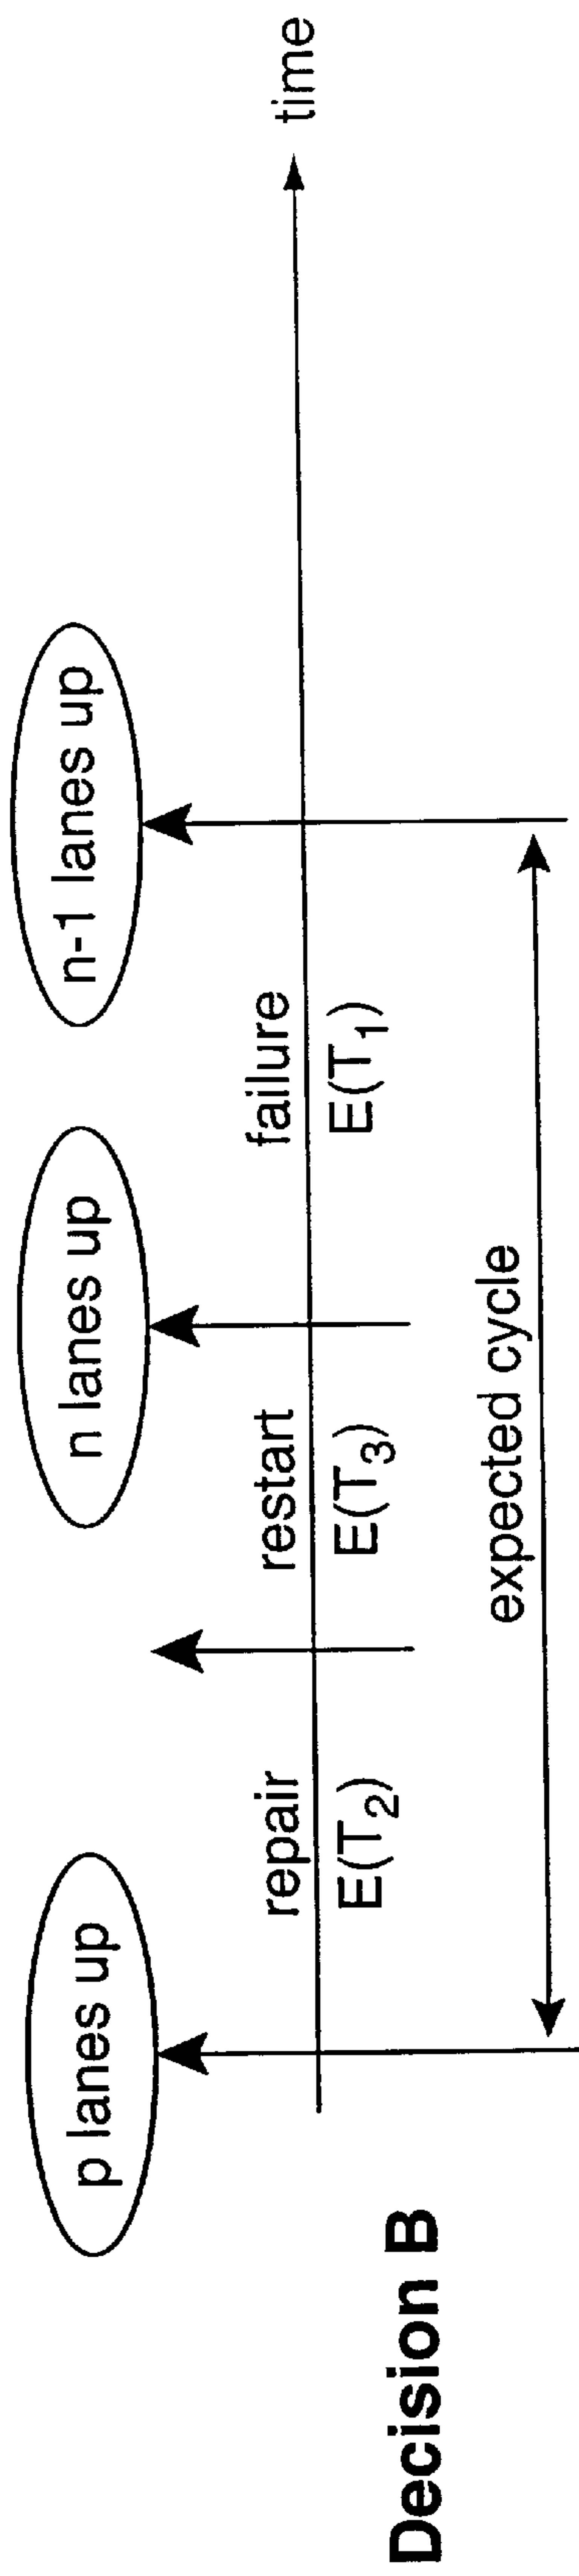 p lanes up
n lanes up
n-1 lanes up
repair
restart
failure
time
E(T2)
E(T3)
E(T1)
Decision B
expected cycle